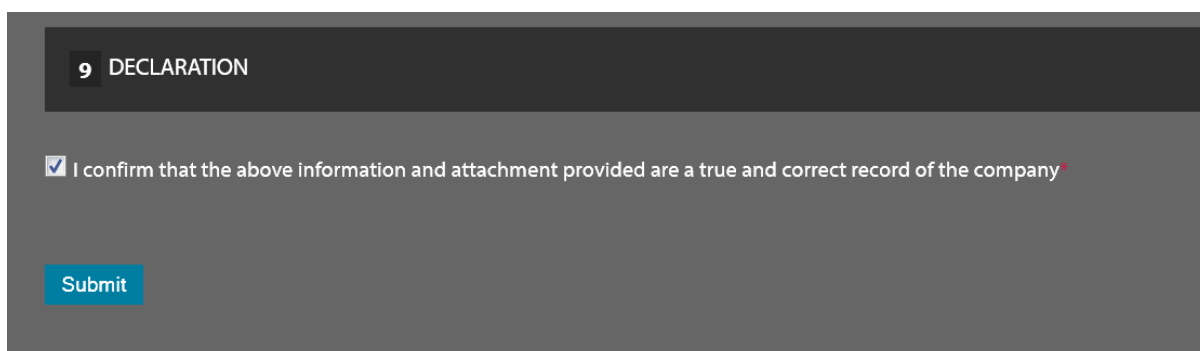 9 DECLARATION
I confirm that the above information and attachment provided are a true and correct record of the company*
Submit